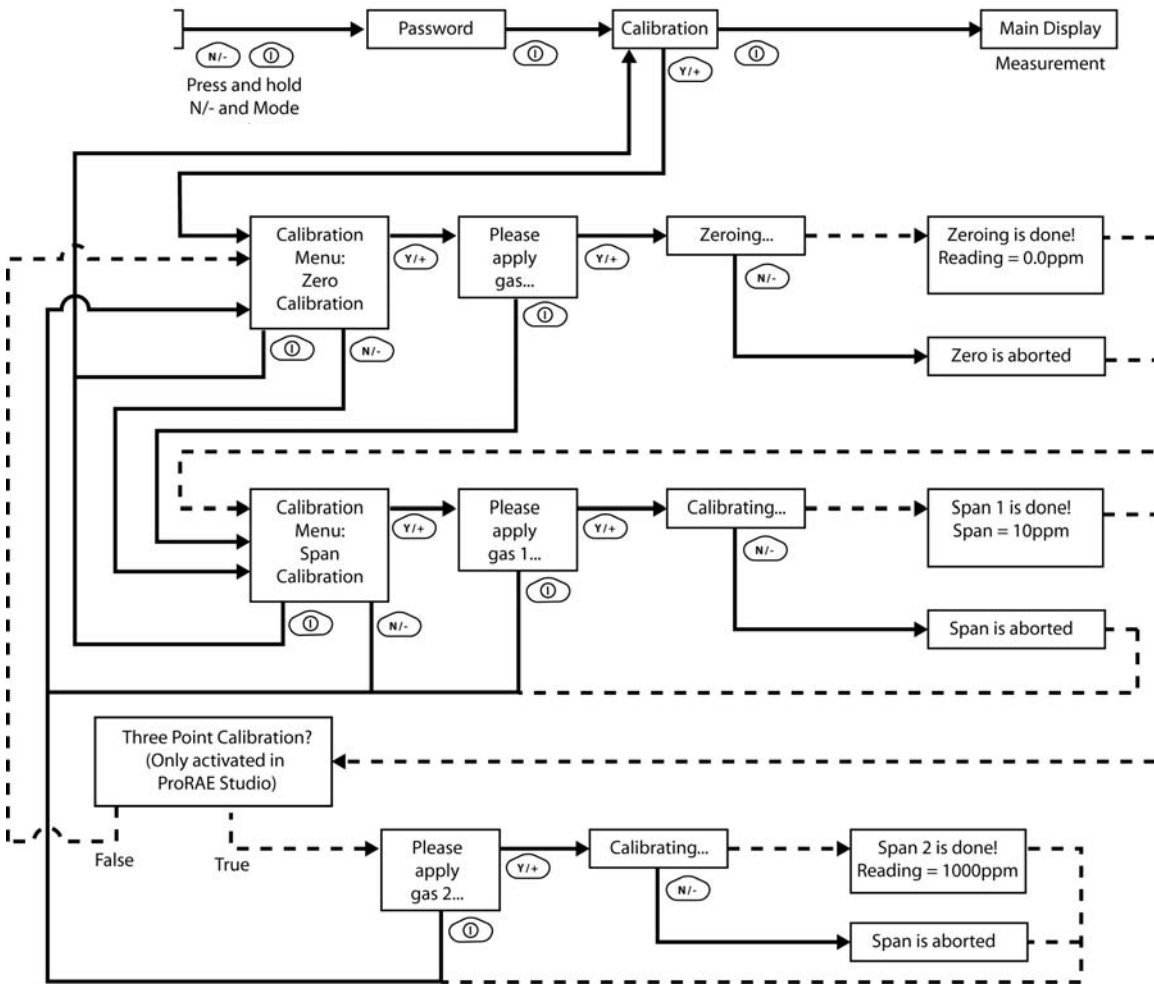 Password
Calibration
Main Display
N/-
Press and hold
N/- and Mode
Y/+
Measurement
Calibration
Menu:
Zero
Calibration
Y/+
Please
apply
gas...
Y/+
Zeroing...
Zeroing is done!
Reading = 0.0ppm
N/-
N/-
Zero is aborted
Calibration
Menu:
Span
Calibration
Y/+
Please
apply
gas 1...
Y/+
Calibrating...
Span 1 is done!
Span = 10ppm
N/-
N/-
Span is aborted
Three Point Calibration?
(Only activated in
ProRAE Studio)
False
True
Please
apply
gas 2...
Y/+
Calibrating...
Span 2 is done!
Reading = 1000ppm
N/-
Span is aborted